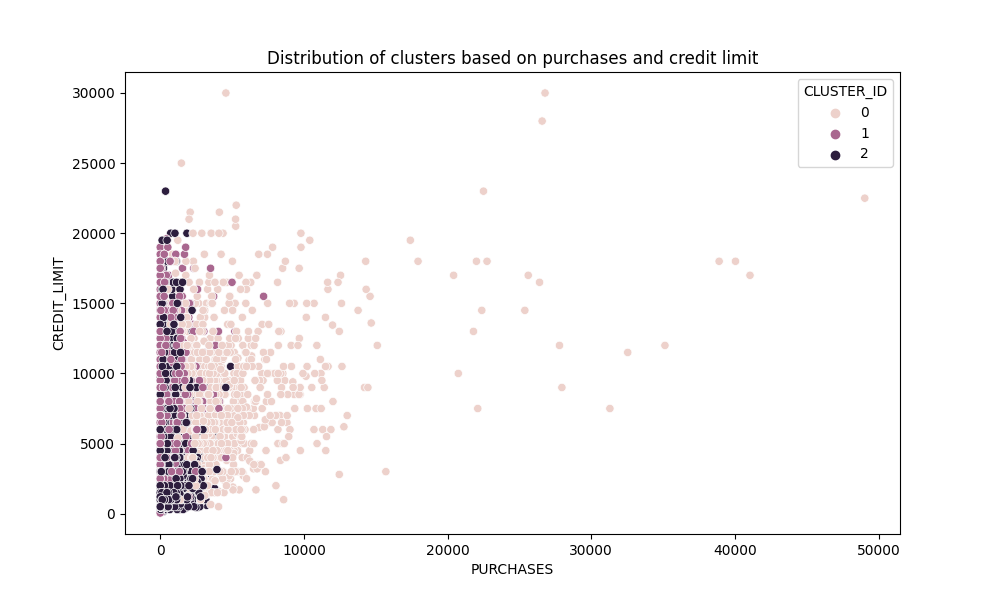 Distribution of clusters based on purchases and credit limit
CLUSTER_ID
0
1
2
CREDIT_LIMIT
30000
25000
20000
15000
10000
5000
0
0 10000 20000 30000 40000 50000
PURCHASES